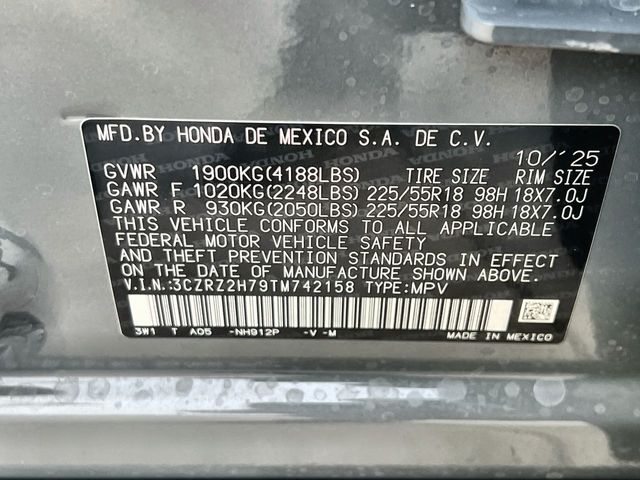 MFD.BY HONDA DE MEXICO S.A. DE C.V. 10/'25
GVWR 1900KG(4188LBS) TIRE SIZE RIM SIZE
GAWR F 1020KG(2248LBS) 225/55R18 98H 18X7.0J
GAWR R 930KG(2050LBS) 225/55R18 98H 18X7.0J
THIS VEHICLE CONFORMS TO ALL APPLICABLE
FEDERAL MOTOR VEHICLE SAFETY
AND THEFT PREVENTION STANDARDS IN EFFECT
ON THE DATE OF MANUFACTURE SHOWN ABOVE.
V.I.N.:3CZRZ2H79TM742158 TYPE:MPV
3W1 T A05 -NH912P -V -M MADE IN MEXICO